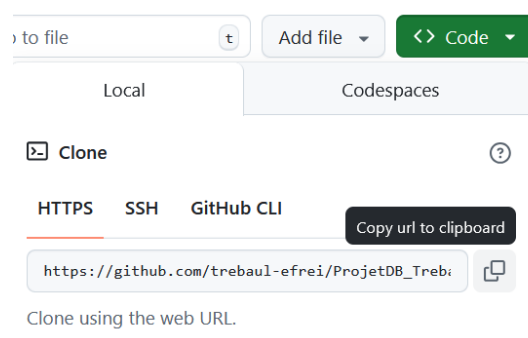 to file t Add file <> Code
Local Codespaces
Clone
HTTPS SSH GitHub CLI
Copy url to clipboard
https://github.com/trebaul-efrei/ProjetDB_Treba
Clone using the web URL.